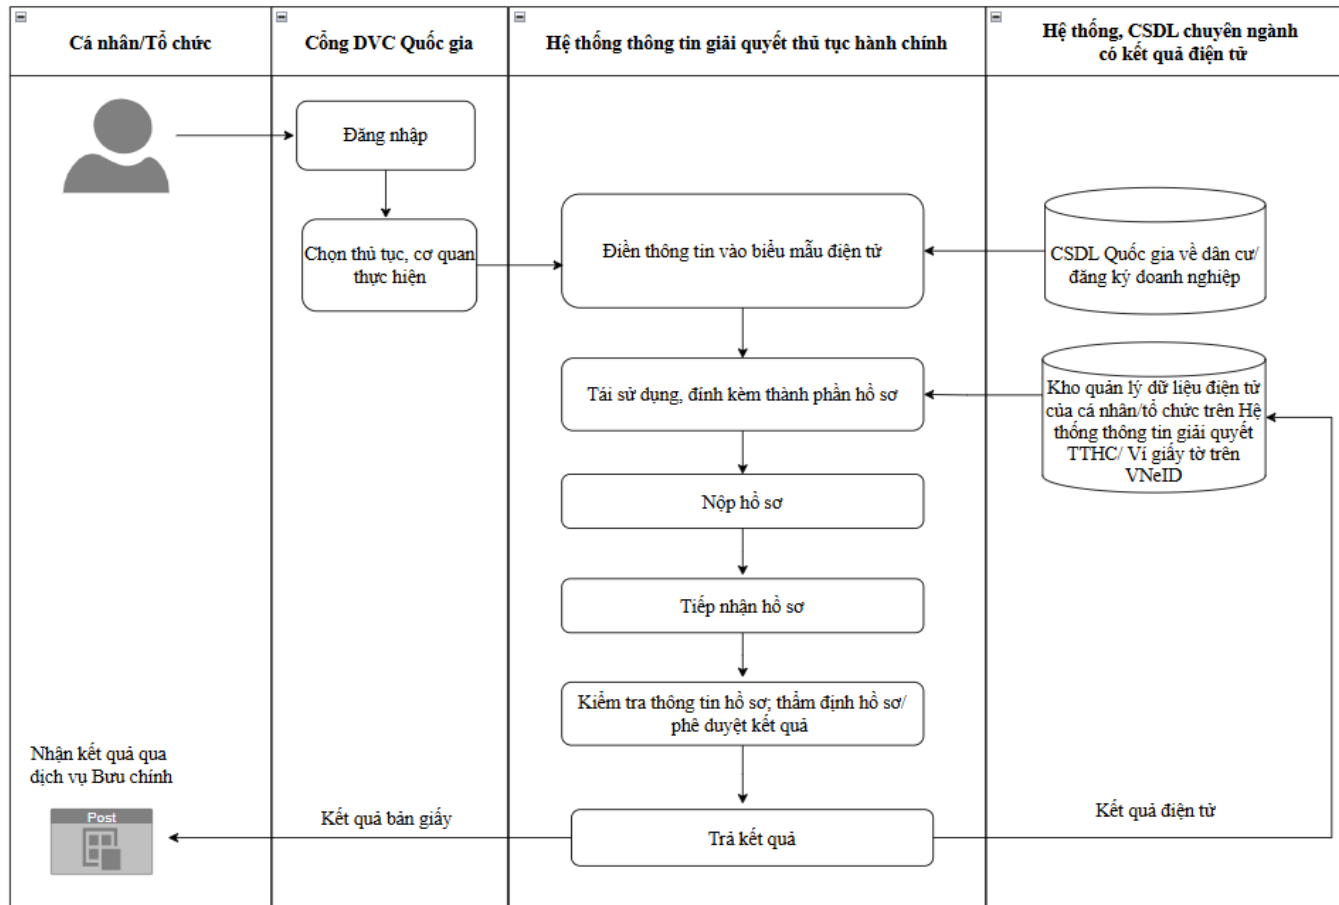 Cá nhân/Tổ chức
Cổng DVC Quốc gia
Hệ thống thông tin giải quyết thủ tục hành chính
Hệ thống, CSDL chuyên ngành
có kết quả điện tử
Đăng nhập
Chọn thủ tục, cơ quan
thực hiện
Điền thông tin vào biểu mẫu điện tử
CSDL Quốc gia về dân cư/
đăng ký doanh nghiệp
Tái sử dụng, đính kèm thành phần hồ sơ
Kho quản lý dữ liệu điện tử
của cá nhân/tổ chức trên Hệ
thống thông tin giải quyết
TTHC/ Ví giấy tờ trên
VNeID
Nộp hồ sơ
Tiếp nhận hồ sơ
Kiểm tra thông tin hồ sơ; thẩm định hồ sơ/
phê duyệt kết quả
Nhận kết quả qua
dịch vụ Bưu chính
Post
Kết quả bản giấy
Trả kết quả
Kết quả điện tử